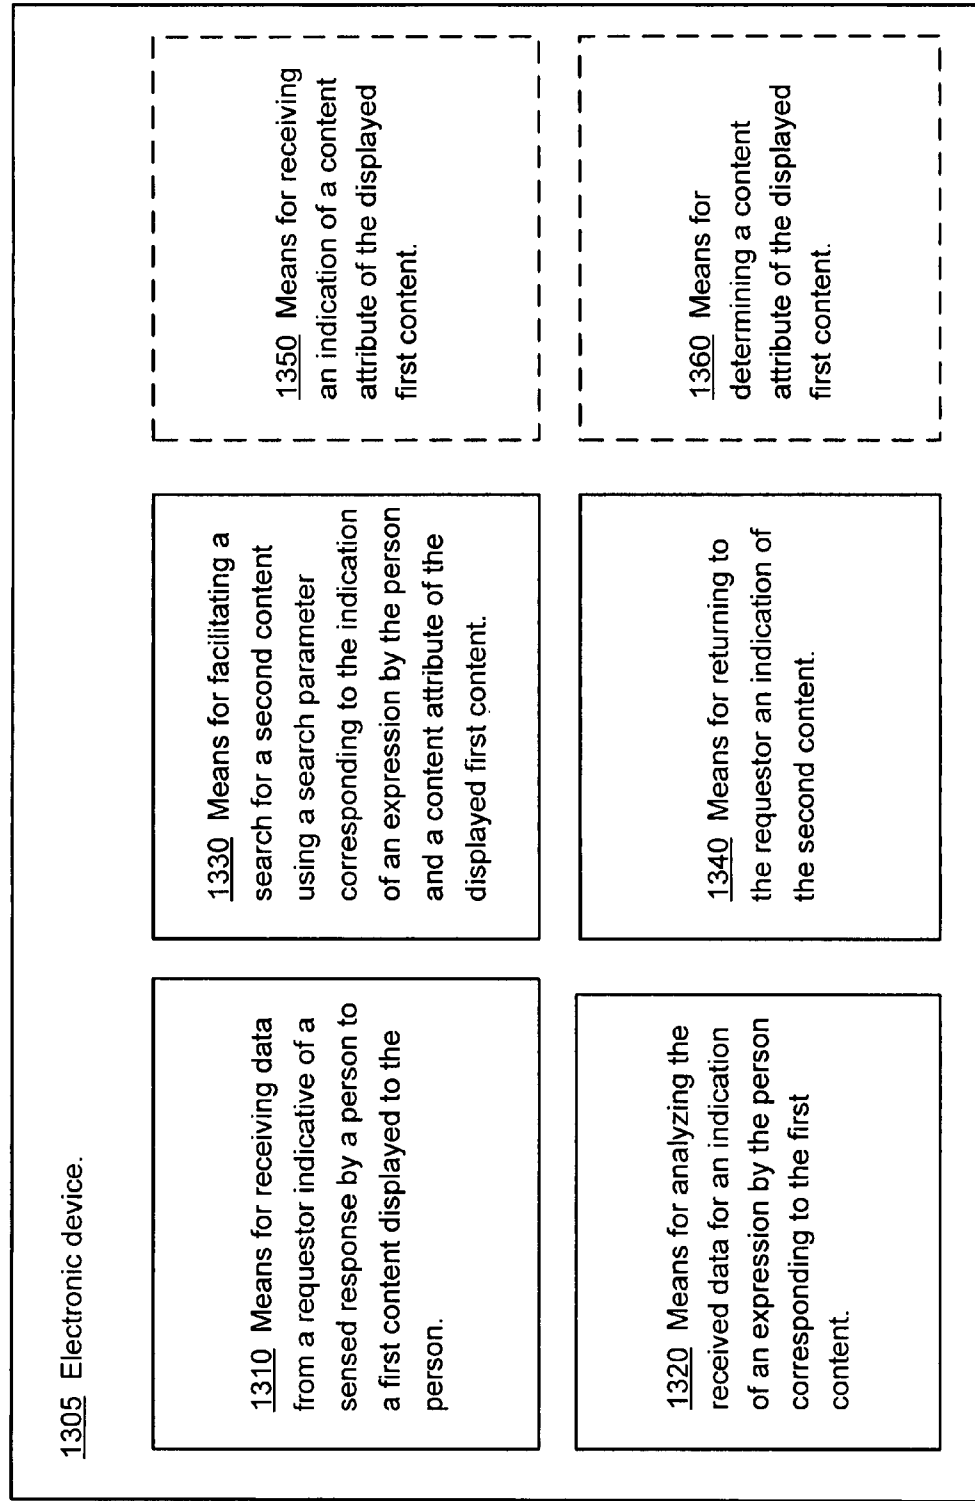 1305 Electronic device.
1310 Means for receiving data
from a requestor indicative of a
sensed response by a person to
a first content displayed to the
person.
1320 Means for analyzing the
received data for an indication
of an expression by the person
corresponding to the first
content.
1330 Means for facilitating a
search for a second content
using a search parameter
corresponding to the indication
of an expression by the person
and a content attribute of the
displayed first content.
1340 Means for returning to
the requestor an indication of
the second content.
1350 Means for receiving
an indication of a content
attribute of the displayed
first content.
1360 Means for
determining a content
attribute of the displayed
first content.